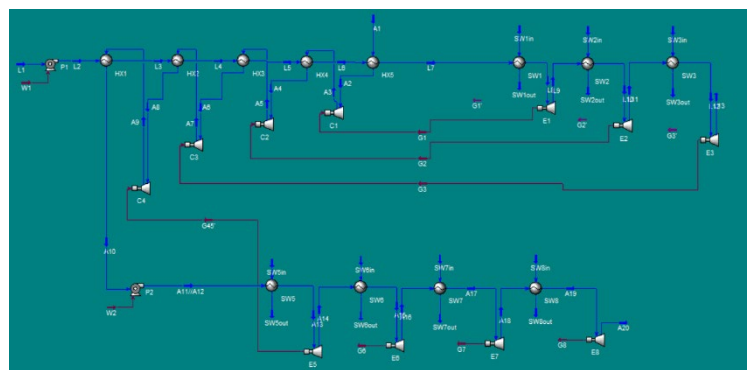 A1
SW1in
SW2in
SW3in
L1
P1
L2
HX1
L3
HX2
L4
HX3
L5
HX4
L6
HX5
L7
SW1
SW2
SW3
W1
A9
A8
A7
A6
A5
A4
A3
A2
SW1out
L9
SW2out
SW3out
G1'
G2'
G3'
C1
C2
C3
C4
E1
E2
E3
G1
G2
G3
G45'
A10
W2
P2
A11/A12
SW5in
SW6in
SW7in
SW8in
SW5
SW6
SW7
SW8
A17
A19
SW5out
SW6out
SW7out
SW8out
A13
A14
A16
A18
A20
G6
G7
G8
E5
E6
E7
E8